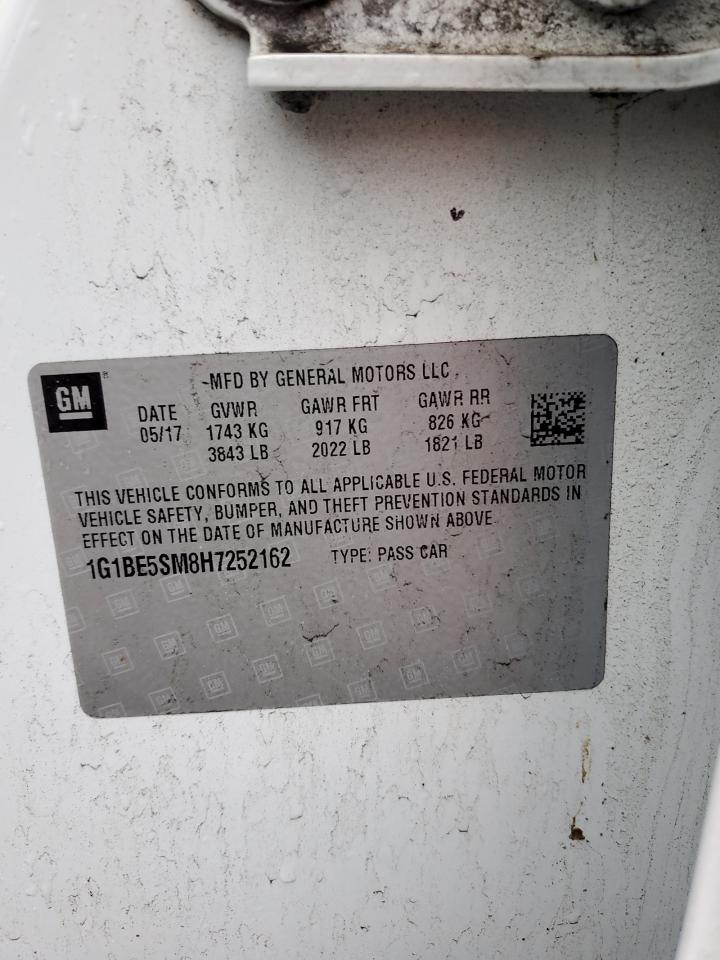 GM
MFD BY GENERAL MOTORS LLC
DATE GVWR GAWR FRT GAWR RR
05/17 1743 KG 917 KG 826 KG
3843 LB 2022 LB 1821 LB
THIS VEHICLE CONFORMS TO ALL APPLICABLE U.S. FEDERAL MOTOR
VEHICLE SAFETY, BUMPER, AND THEFT PREVENTION STANDARDS IN
EFFECT ON THE DATE OF MANUFACTURE SHOWN ABOVE.
1G1BE5SM8H7252162 TYPE: PASS CAR